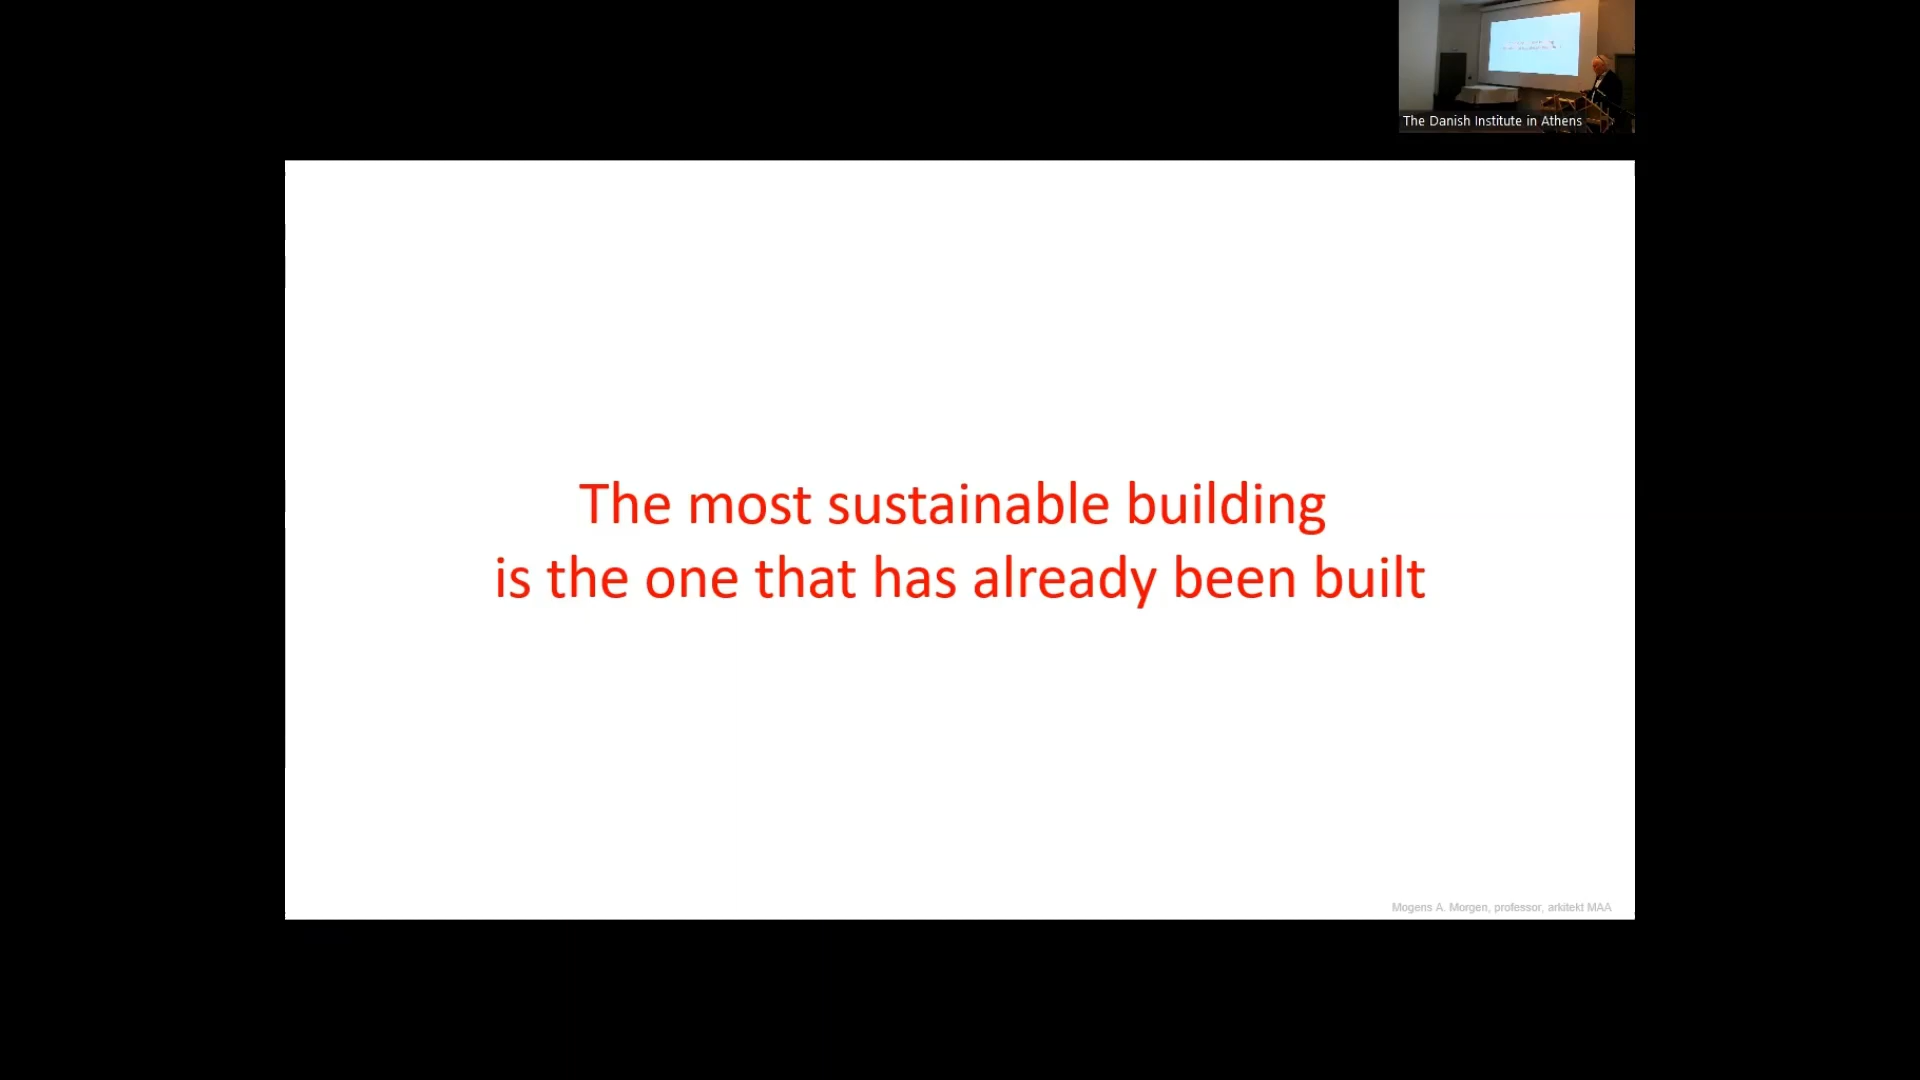 The Danish Institute in Athens
The most sustainable building
is the one that has already been built
Mogens A. Morgen, professor, arkitekt MAA